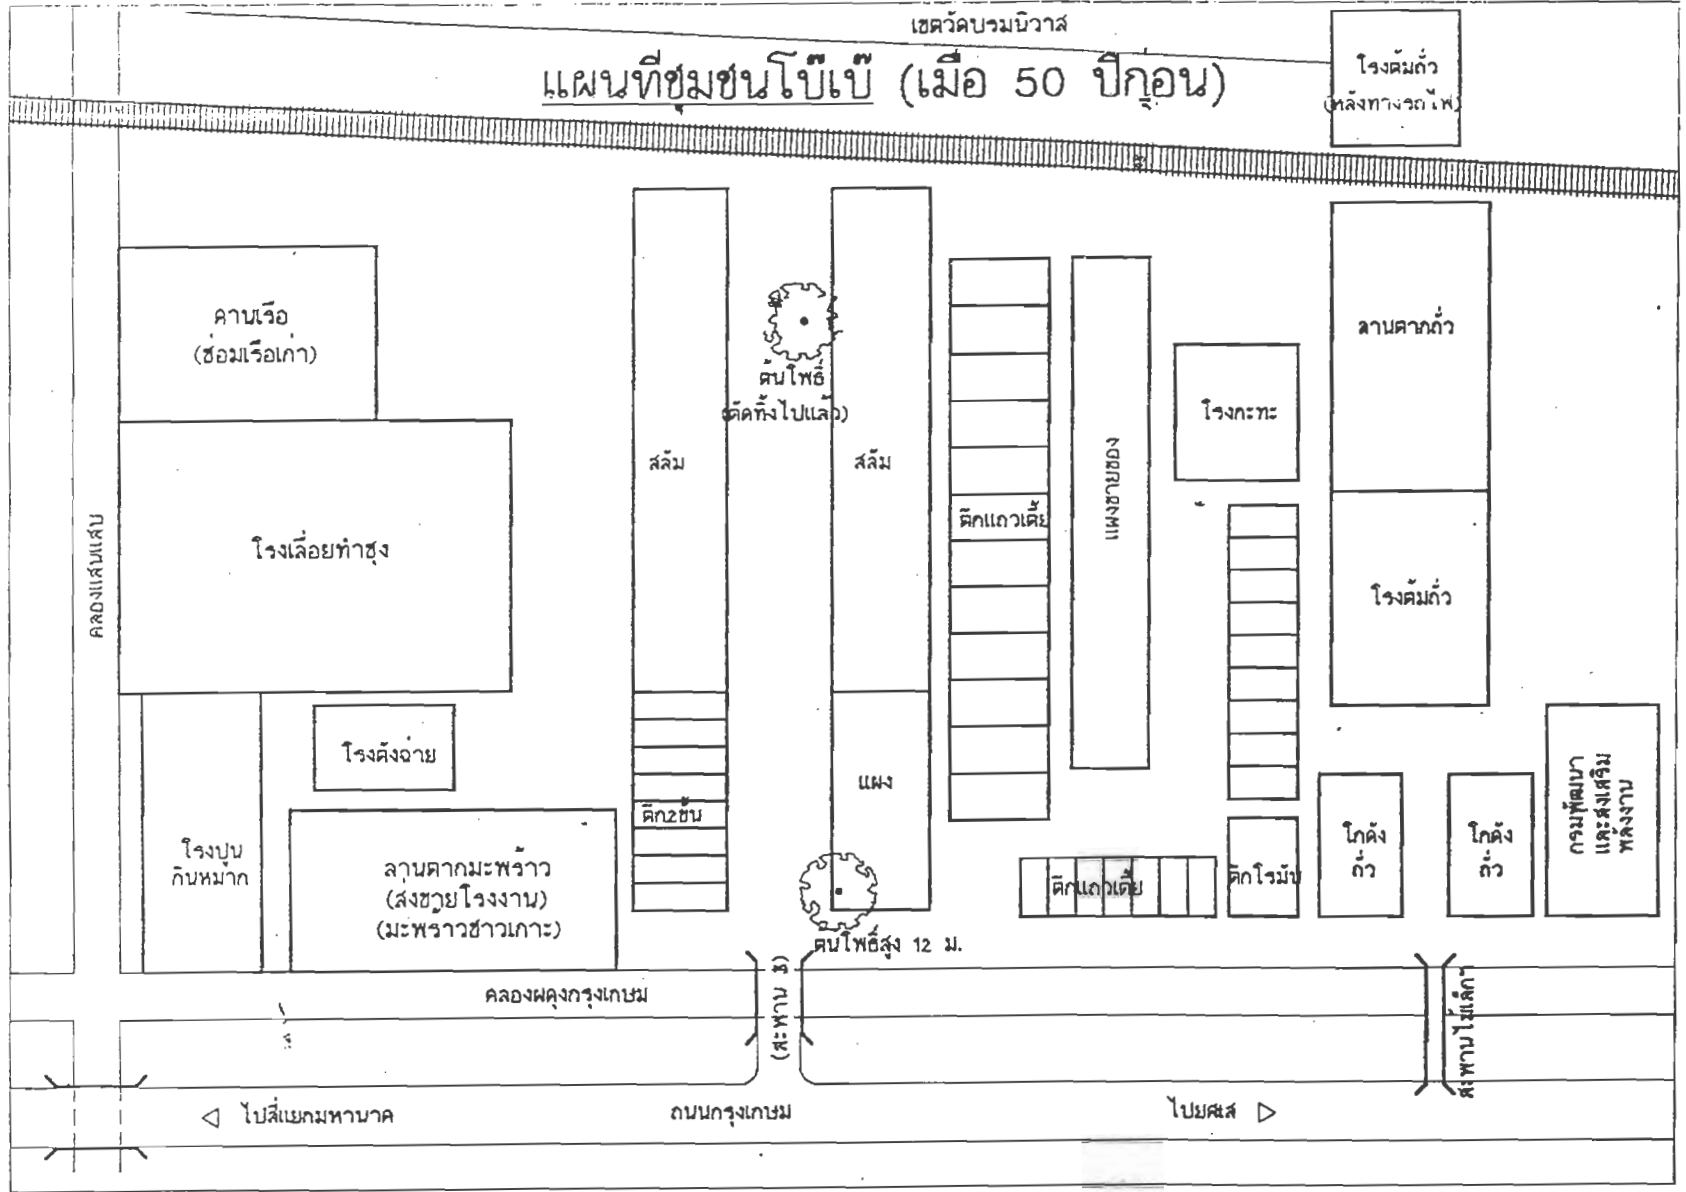 เขตวัดบรมนิวาส
แผนที่ชุมชนโบ๊เบ๊ (เมื่อ 50 ปีก่อน)
โรงต้มถั่ว
(หลังทางรถไฟ)
คานเรือ
(ซ่อมเรือเก่า)
ต้นโพธิ์
(ตัดทิ้งไปแล้ว)
ลานตากถั่ว
โรงกะทะ
สลัม
สลัม
แผงขายของ
ตึกแถวเตี้ย
คลองแสนแสบ
โรงเลื่อยทำซุง
โรงต้มถั่ว
โรงตังฉ่าย
แผง
ตึก2ชั้น
กรมพัฒนา
และส่งเสริม
พลังงาน
โรงปูน
กินหมาก
ลานตากมะพร้าว
(ส่งขายโรงงาน)
(มะพร้าวชาวเกาะ)
ตึกแถวเตี้ย
ตึกโรมัน
โกดัง
ถั่ว
โกดัง
ถั่ว
ต้นโพธิ์สูง 12 ม.
คลองผดุงกรุงเกษม
(สะพาน 5)
สะพานไม้เล็กๆ
ไปสี่แยกมหานาค
ถนนกรุงเกษม
ไปยศเส